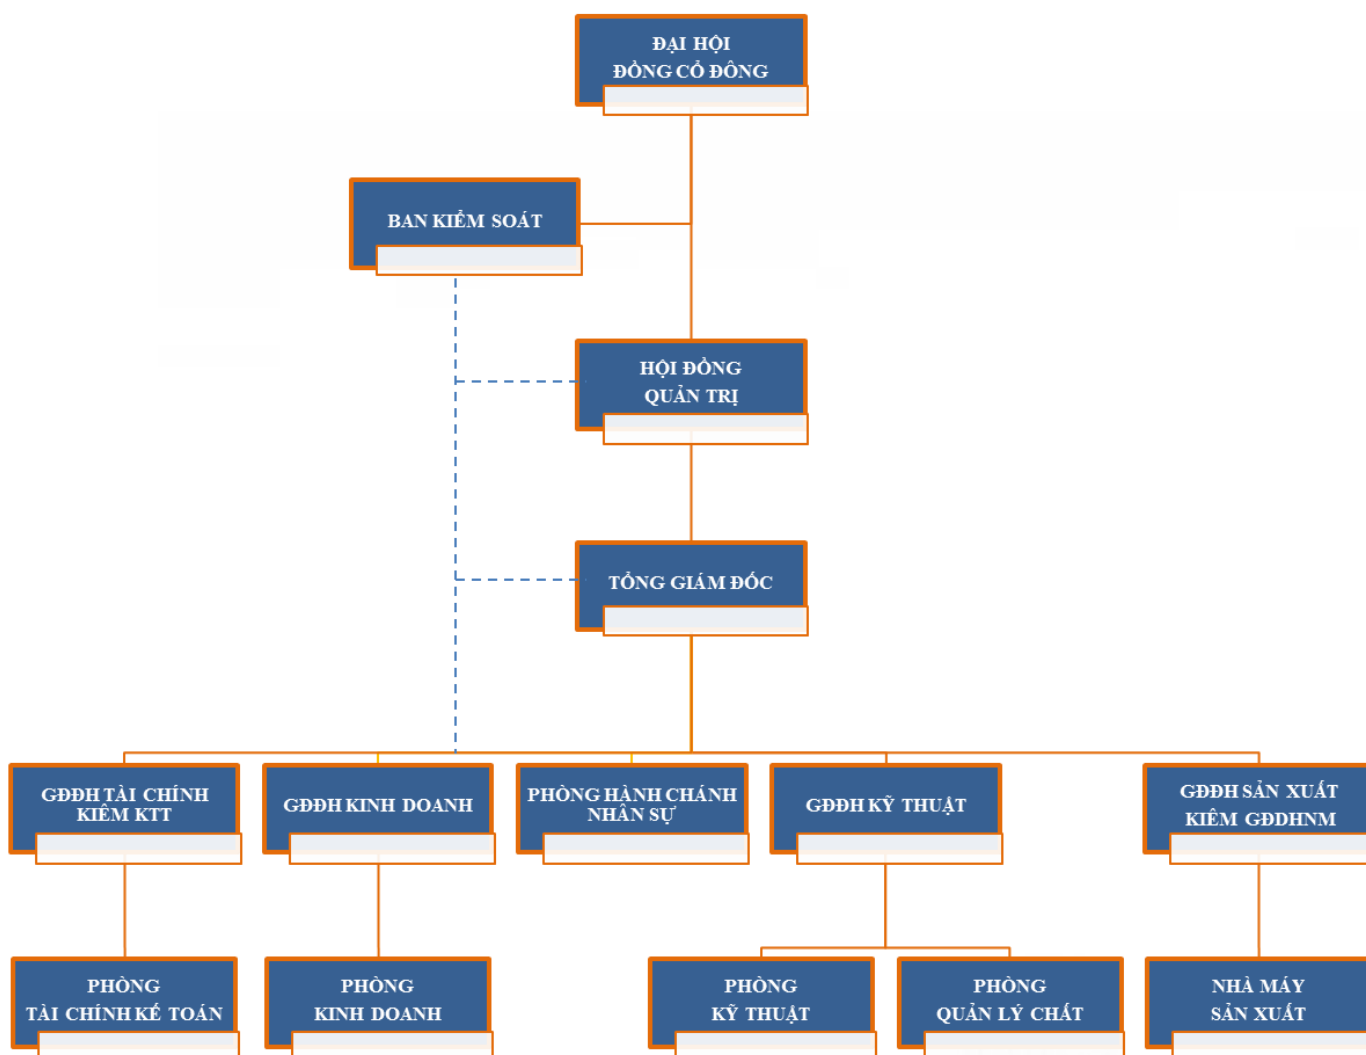 ĐẠI HỘI
ĐỒNG CỔ ĐÔNG
BAN KIỂM SOÁT
HỘI ĐỒNG
QUẢN TRỊ
TỔNG GIÁM ĐỐC
GĐĐH TÀI CHÍNH
KIÊM KTT
GĐĐH KINH DOANH
PHÒNG HÀNH CHÁNH
NHÂN SỰ
GĐĐH KỸ THUẬT
GĐĐH SẢN XUẤT
KIÊM GĐDHNM
PHÒNG
TÀI CHÍNH KẾ TOÁN
PHÒNG
KINH DOANH
PHÒNG
KỸ THUẬT
PHÒNG
QUẢN LÝ CHẤT
NHÀ MÁY
SẢN XUẤT